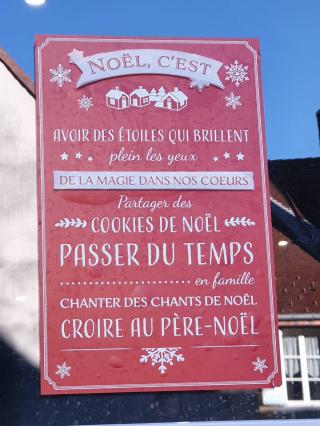 NOËL, C'EST
AVOIR DES ÉTOILES QUI BRILLENT
plein les yeux
DE LA MAGIE DANS NOS COEURS
Partager des
COOKIES DE NOËL
PASSER DU TEMPS
en famille
CHANTER DES CHANTS DE NOËL
CROIRE AU PÈRE-NOËL